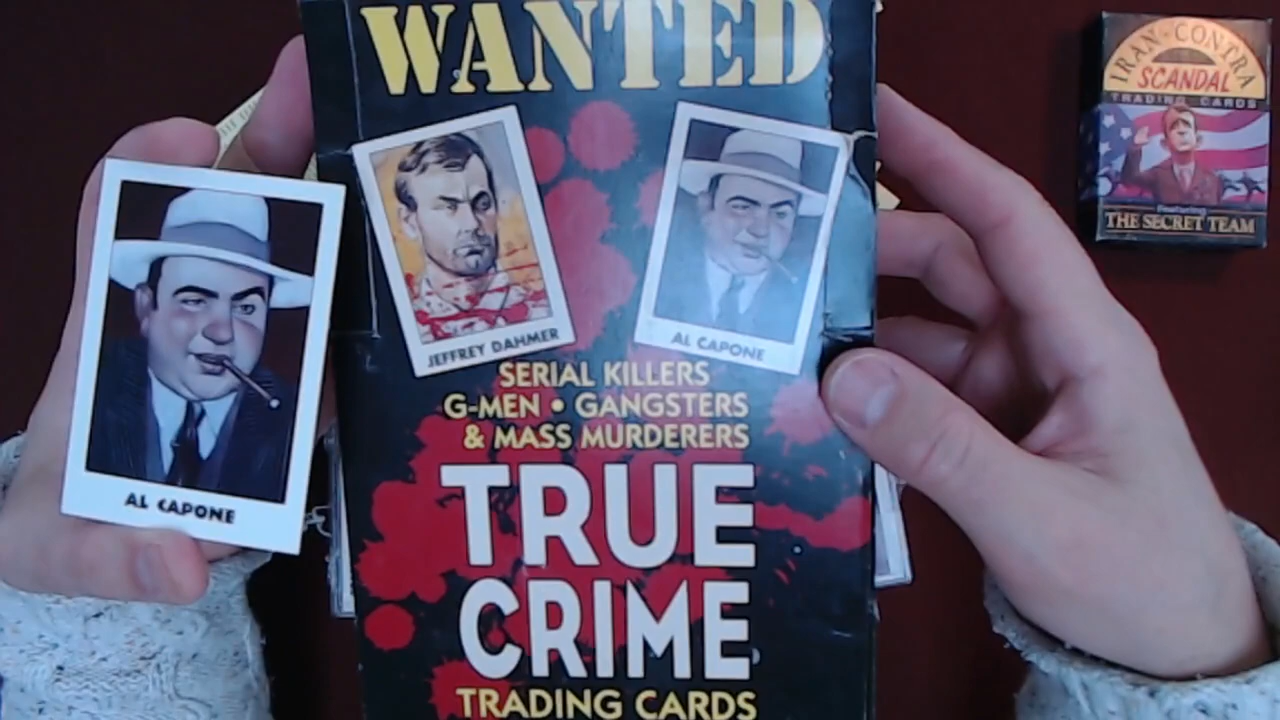 WANTED
JEFFREY DAHMER
AL CAPONE
SERIAL KILLERS
G-MEN • GANGSTERS
& MASS MURDERERS
TRUE
CRIME
TRADING CARDS
AL CAPONE
IRAN-CONTRA
SCANDAL
TRADING CARDS
Featuring
THE SECRET TEAM